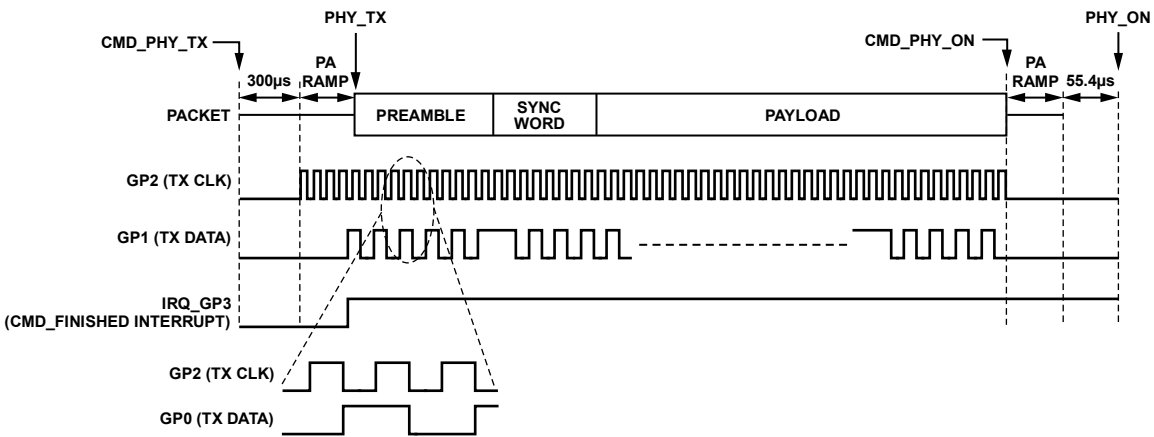 PHY_TX
PHY_ON
CMD_PHY_TX
CMD_PHY_ON
PA
RAMP
300µs
PA
RAMP
55.4µs
PACKET
PREAMBLE
SYNC
WORD
PAYLOAD
GP2 (TX CLK)
GP1 (TX DATA)
IRQ_GP3
(CMD_FINISHED INTERRUPT)
GP2 (TX CLK)
GP0 (TX DATA)